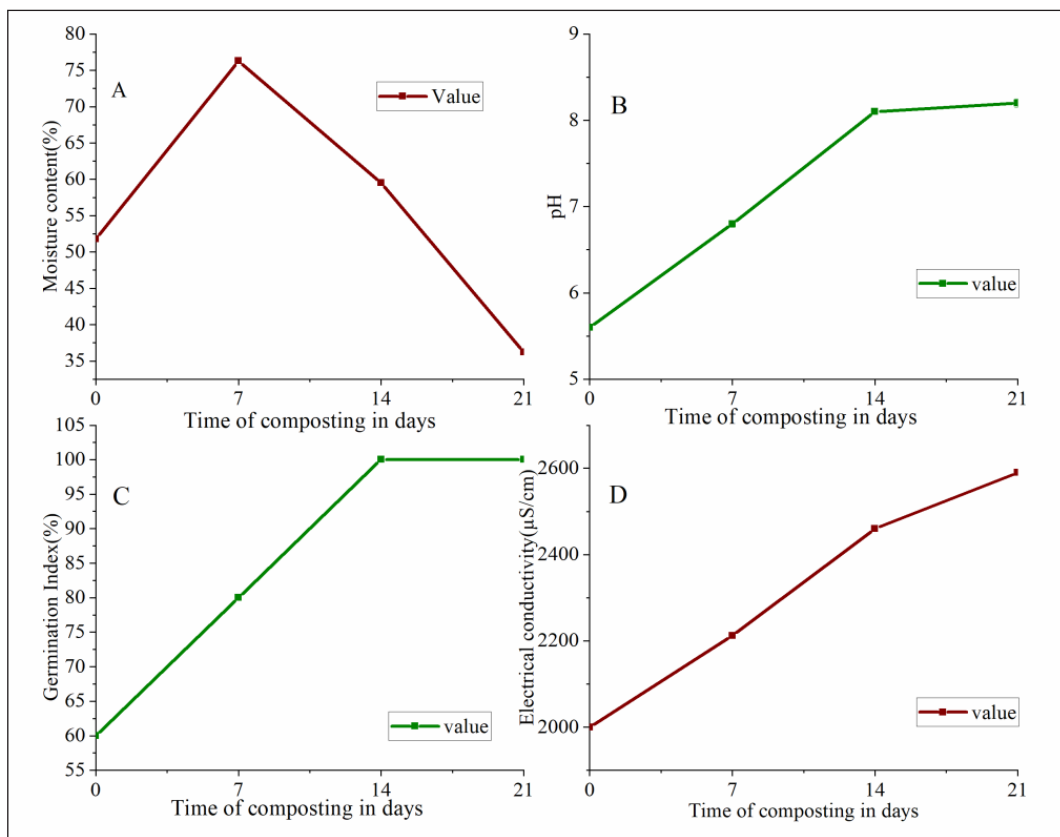 A
Moisture content(%)
80
75
70
65
60
55
50
45
40
35
Value
0
7
14
21
Time of composting in days
B
pH
9
8
7
6
5
value
0
7
14
21
Time of composting in days
C
Germination Index(%)
105
100
95
90
85
80
75
70
65
60
55
value
0
7
14
21
Time of composting in days
D
Electrical conductivity(µS/cm)
2600
2400
2200
2000
value
0
7
14
21
Time of composting in days